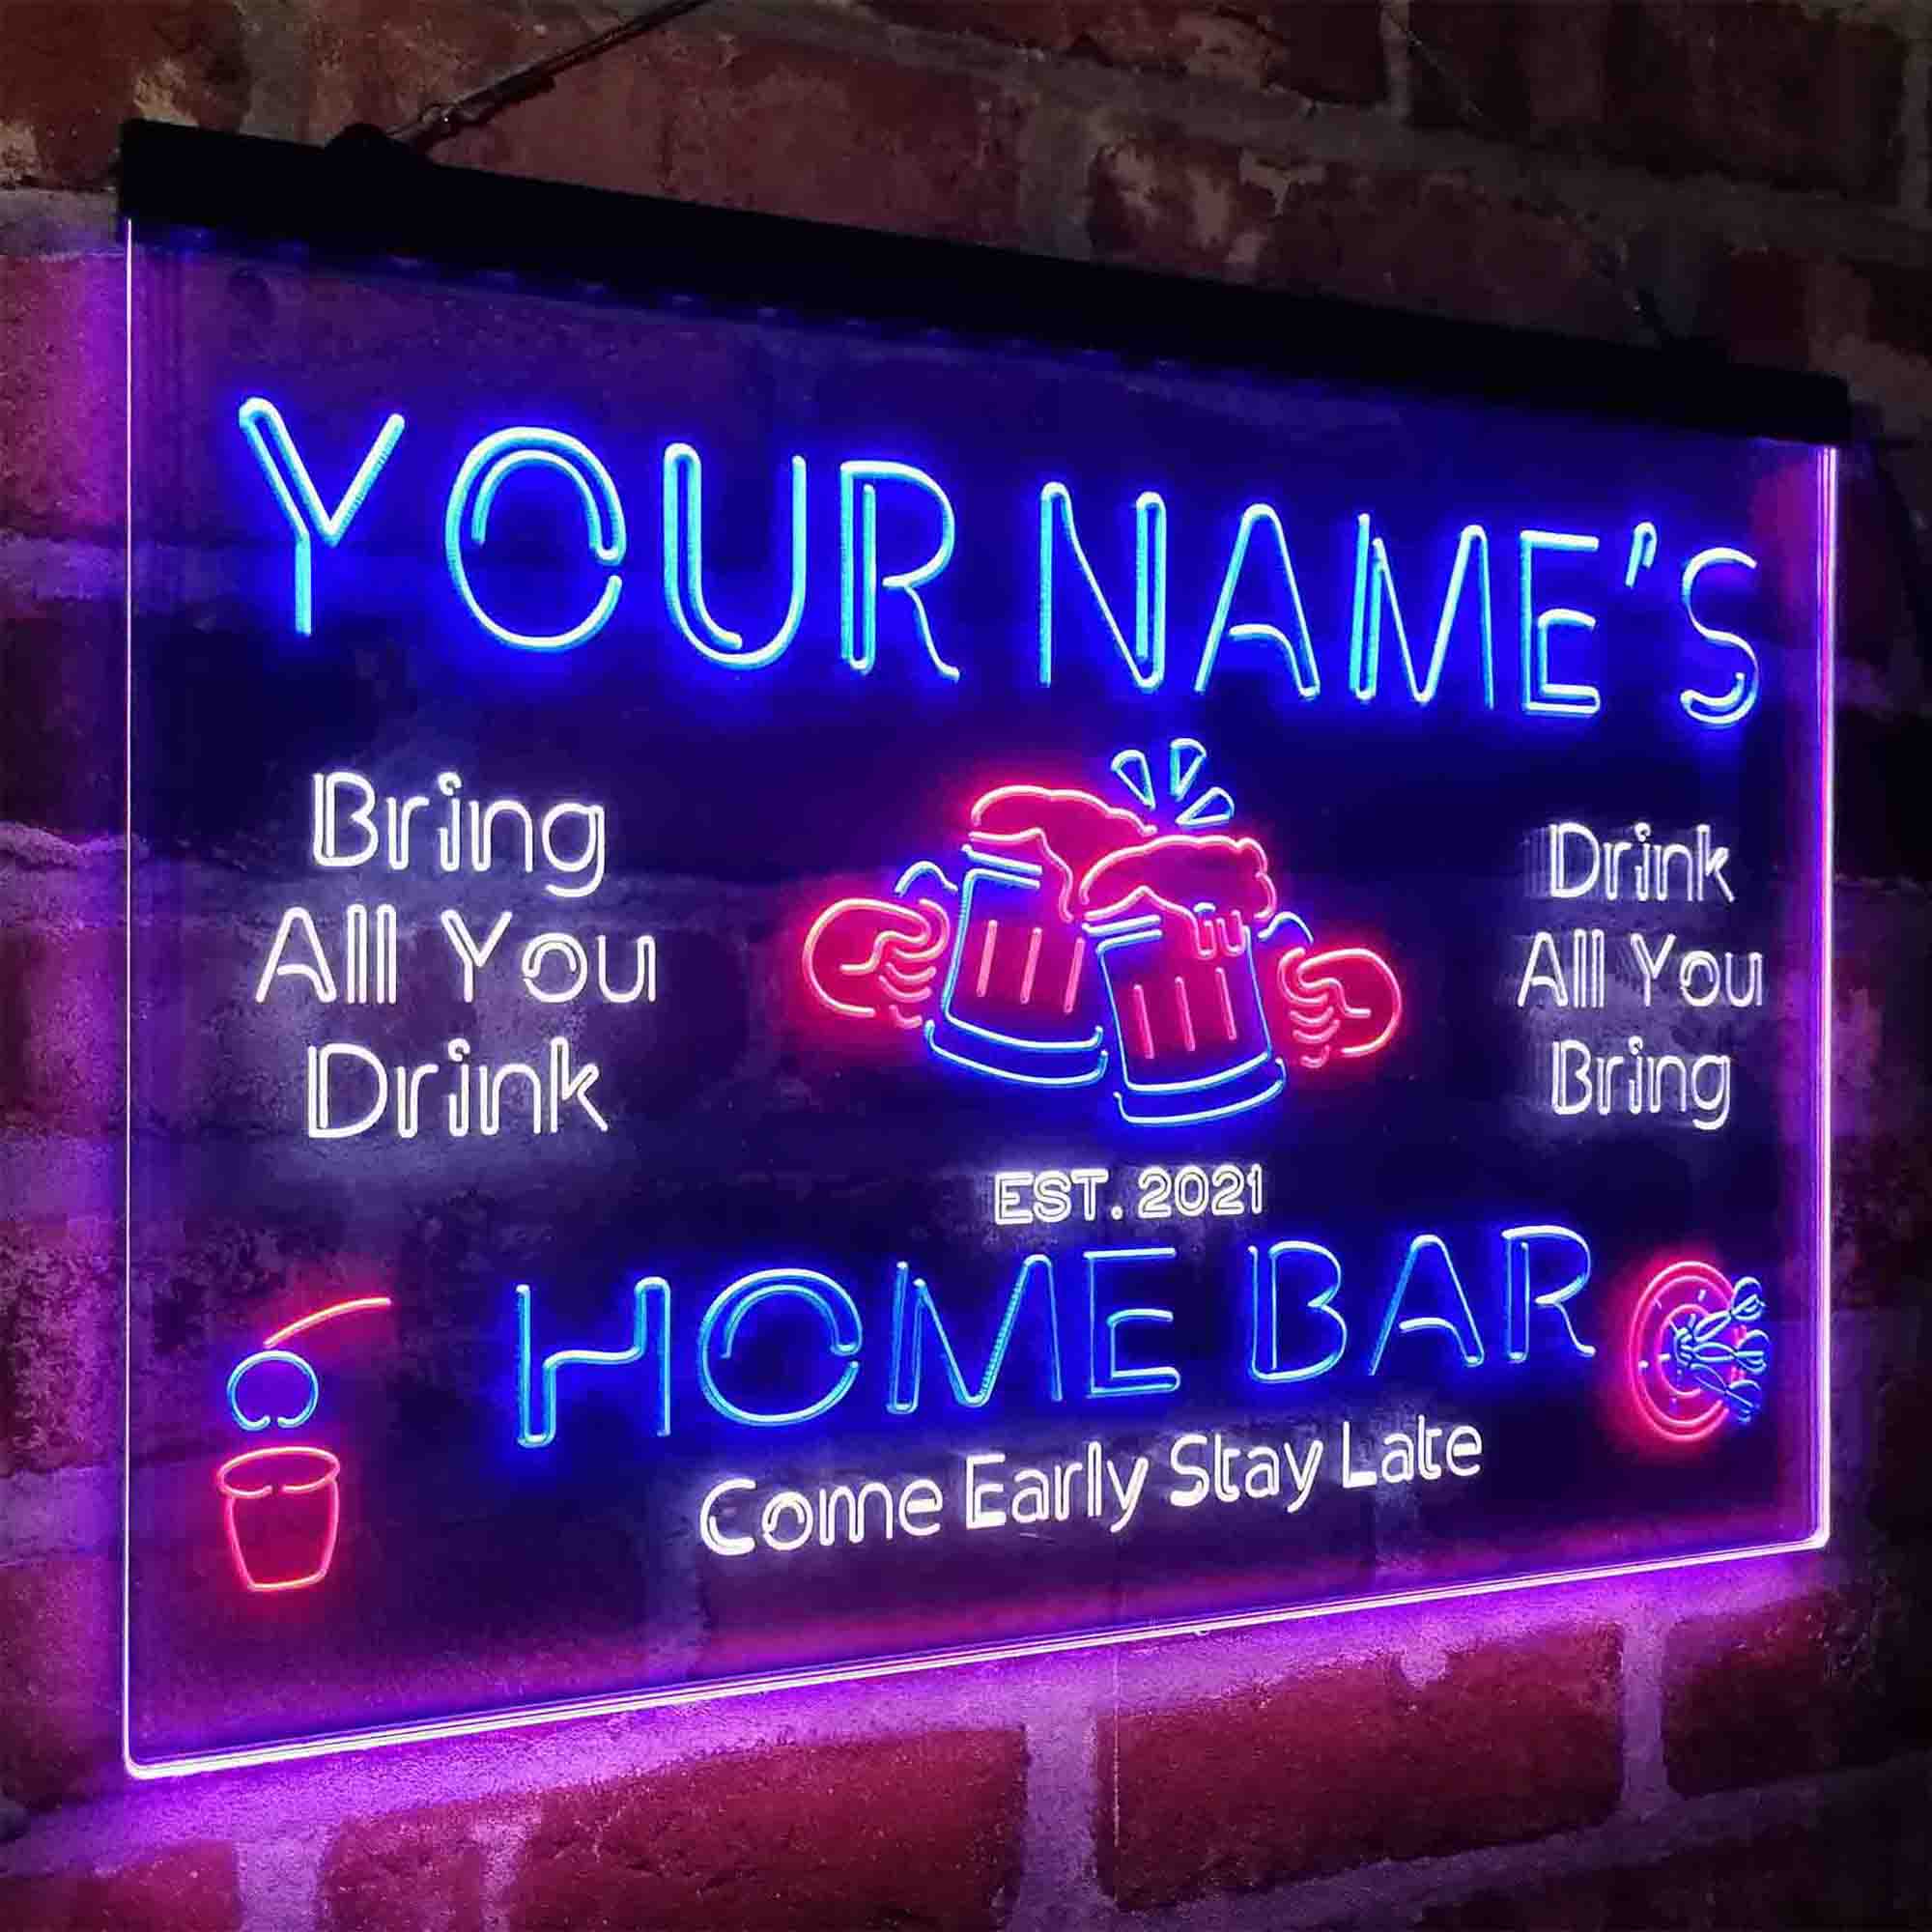 YOUR NAME'S
Bring
All You
Drink
Drink
All You
Bring
EST. 2021
HOME BAR
Come Early Stay Late